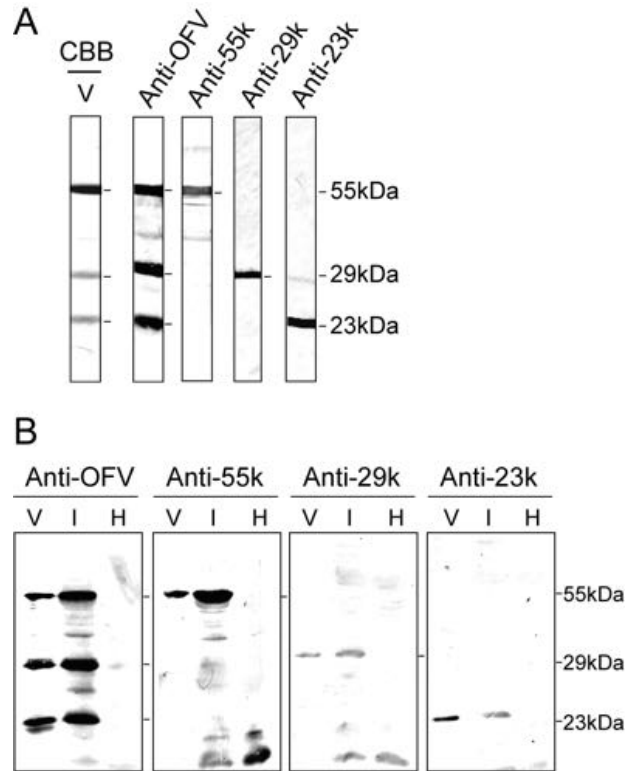 A
CBB
V
Anti-OFV
Anti-55k
Anti-29k
Anti-23k
55kDa
29kDa
23kDa
B
Anti-OFV Anti-55k Anti-29k Anti-23k
V I H V I H V I H V I H
55kDa
29kDa
23kDa